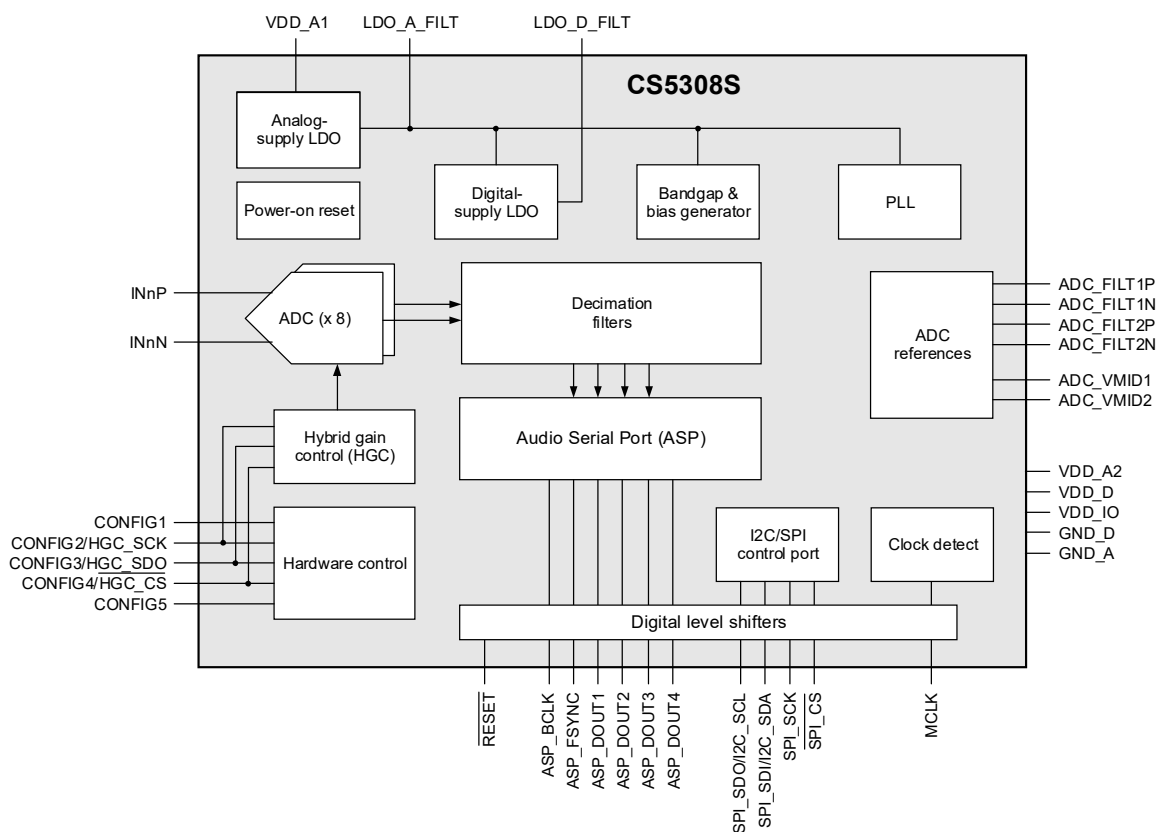 VDD_A1
LDO_A_FILT
LDO_D_FILT
CS5308S
Analog-
supply LDO
Power-on reset
Digital-
supply LDO
Bandgap &
bias generator
PLL
INnP
INnN
ADC (x 8)
Decimation
filters
ADC
references
ADC_FILT1P
ADC_FILT1N
ADC_FILT2P
ADC_FILT2N
ADC_VMID1
ADC_VMID2
Hybrid gain
control (HGC)
Audio Serial Port (ASP)
VDD_A2
VDD_D
VDD_IO
GND_D
GND_A
CONFIG1
CONFIG2/HGC_SCK
CONFIG3/HGC_SDO
CONFIG4/HGC_CS
CONFIG5
Hardware control
I2C/SPI
control port
Clock detect
Digital level shifters
RESET
ASP_BCLK
ASP_FSYNC
ASP_DOUT1
ASP_DOUT2
ASP_DOUT3
ASP_DOUT4
SPI_SDO/I2C_SCL
SPI_SDI/I2C_SDA
SPI_SCK
SPI_CS
MCLK